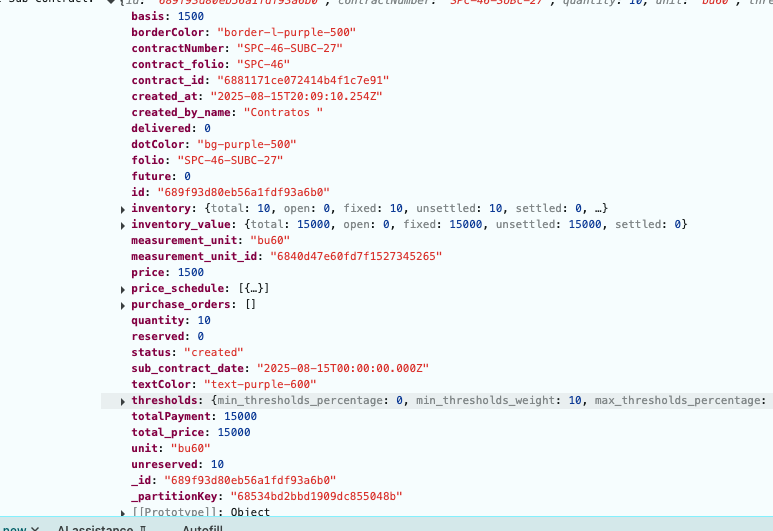 {id: "689f93d80eb56a1fdf93a6b0", contractNumber: "SPC-46-SUBC-27", quantity: 10, unit: "bu60", thre
basis: 1500
borderColor: "border-l-purple-500"
contractNumber: "SPC-46-SUBC-27"
contract_folio: "SPC-46"
contract_id: "6881171ce072414b4f1c7e91"
created_at: "2025-08-15T20:09:10.254Z"
created_by_name: "Contratos "
delivered: 0
dotColor: "bg-purple-500"
folio: "SPC-46-SUBC-27"
future: 0
id: "689f93d80eb56a1fdf93a6b0"
inventory: {total: 10, open: 0, fixed: 10, unsettled: 10, settled: 0, …}
inventory_value: {total: 15000, open: 0, fixed: 15000, unsettled: 15000, settled: 0}
measurement_unit: "bu60"
measurement_unit_id: "6840d47e60fd7f1527345265"
price: 1500
price_schedule: [{…}]
purchase_orders: []
quantity: 10
reserved: 0
status: "created"
sub_contract_date: "2025-08-15T00:00:00.000Z"
textColor: "text-purple-600"
thresholds: {min_thresholds_percentage: 0, min_thresholds_weight: 10, max_thresholds_percentage:
totalPayment: 15000
total_price: 15000
unit: "bu60"
unreserved: 10
_id: "689f93d80eb56a1fdf93a6b0"
_partitionKey: "68534bd2bbd1909dc855048b"
[[Prototype]]: Object
new AI assistance Autofill